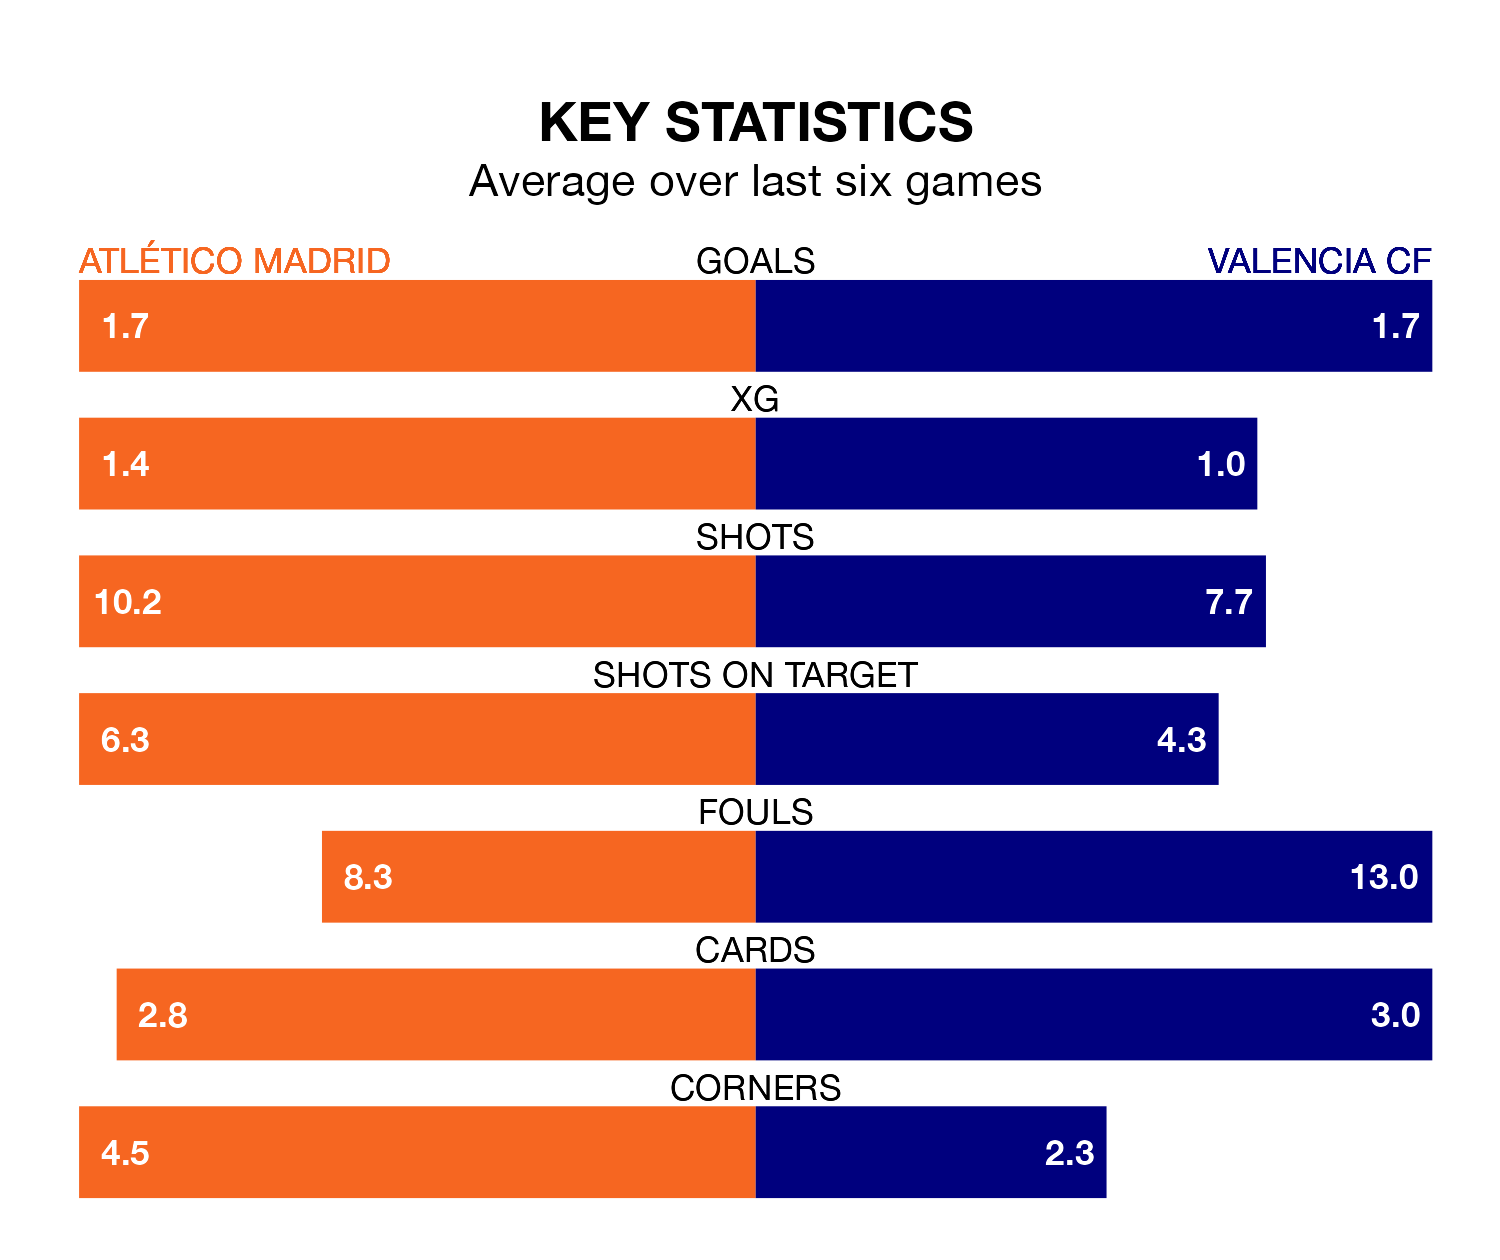 KEY STATISTICS
Average over last six games
ATLÉTICO MADRID GOALS VALENCIA CF
1.7 1.7
XG
1.4 1.0
SHOTS
10.2 7.7
SHOTS ON TARGET
6.3 4.3
FOULS
8.3 13.0
CARDS
2.8 3.0
CORNERS
4.5 2.3